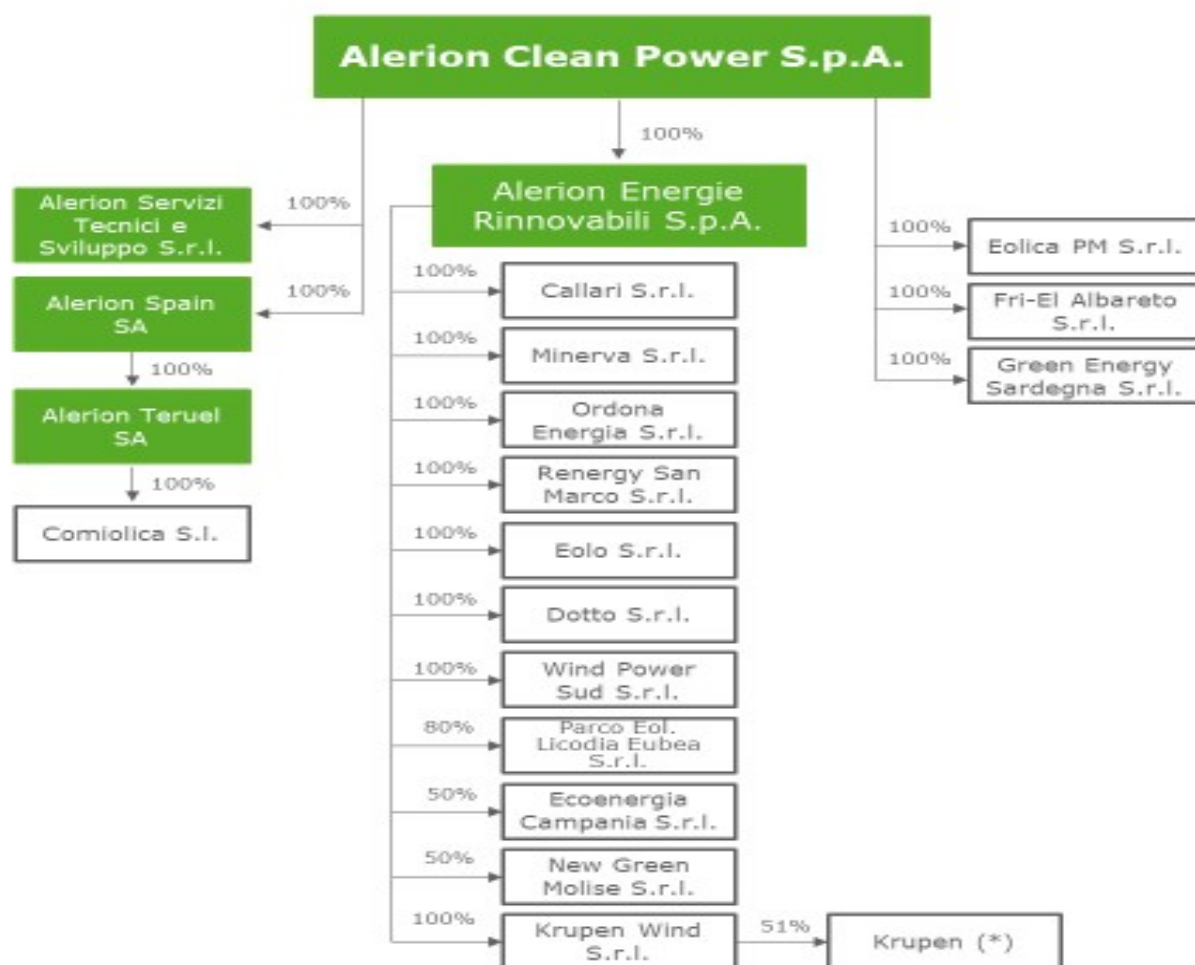 Alerion Clean Power S.p.A.
100%
Alerion Energie
Rinnovabili S.p.A.
100%
Alerion Servizi
Tecnici e
Sviluppo S.r.l.
100%
Alerion Spain
SA
100%
Alerion Teruel
SA
100%
Comiolica S.l.
100%
Callari S.r.l.
100%
Minerva S.r.l.
100%
Ordona
Energia S.r.l.
100%
Renergy San
Marco S.r.l.
100%
Eolo S.r.l.
100%
Dotto S.r.l.
100%
Wind Power
Sud S.r.l.
80%
Parco Eol.
Licodia Eubea
S.r.l.
50%
Ecoenergia
Campania S.r.l.
50%
New Green
Molise S.r.l.
100%
Krupen Wind
S.r.l.
51%
Krupen (*)
100%
Eolica PM S.r.l.
100%
Fri-El Albareto
S.r.l.
100%
Green Energy
Sardegna S.r.l.